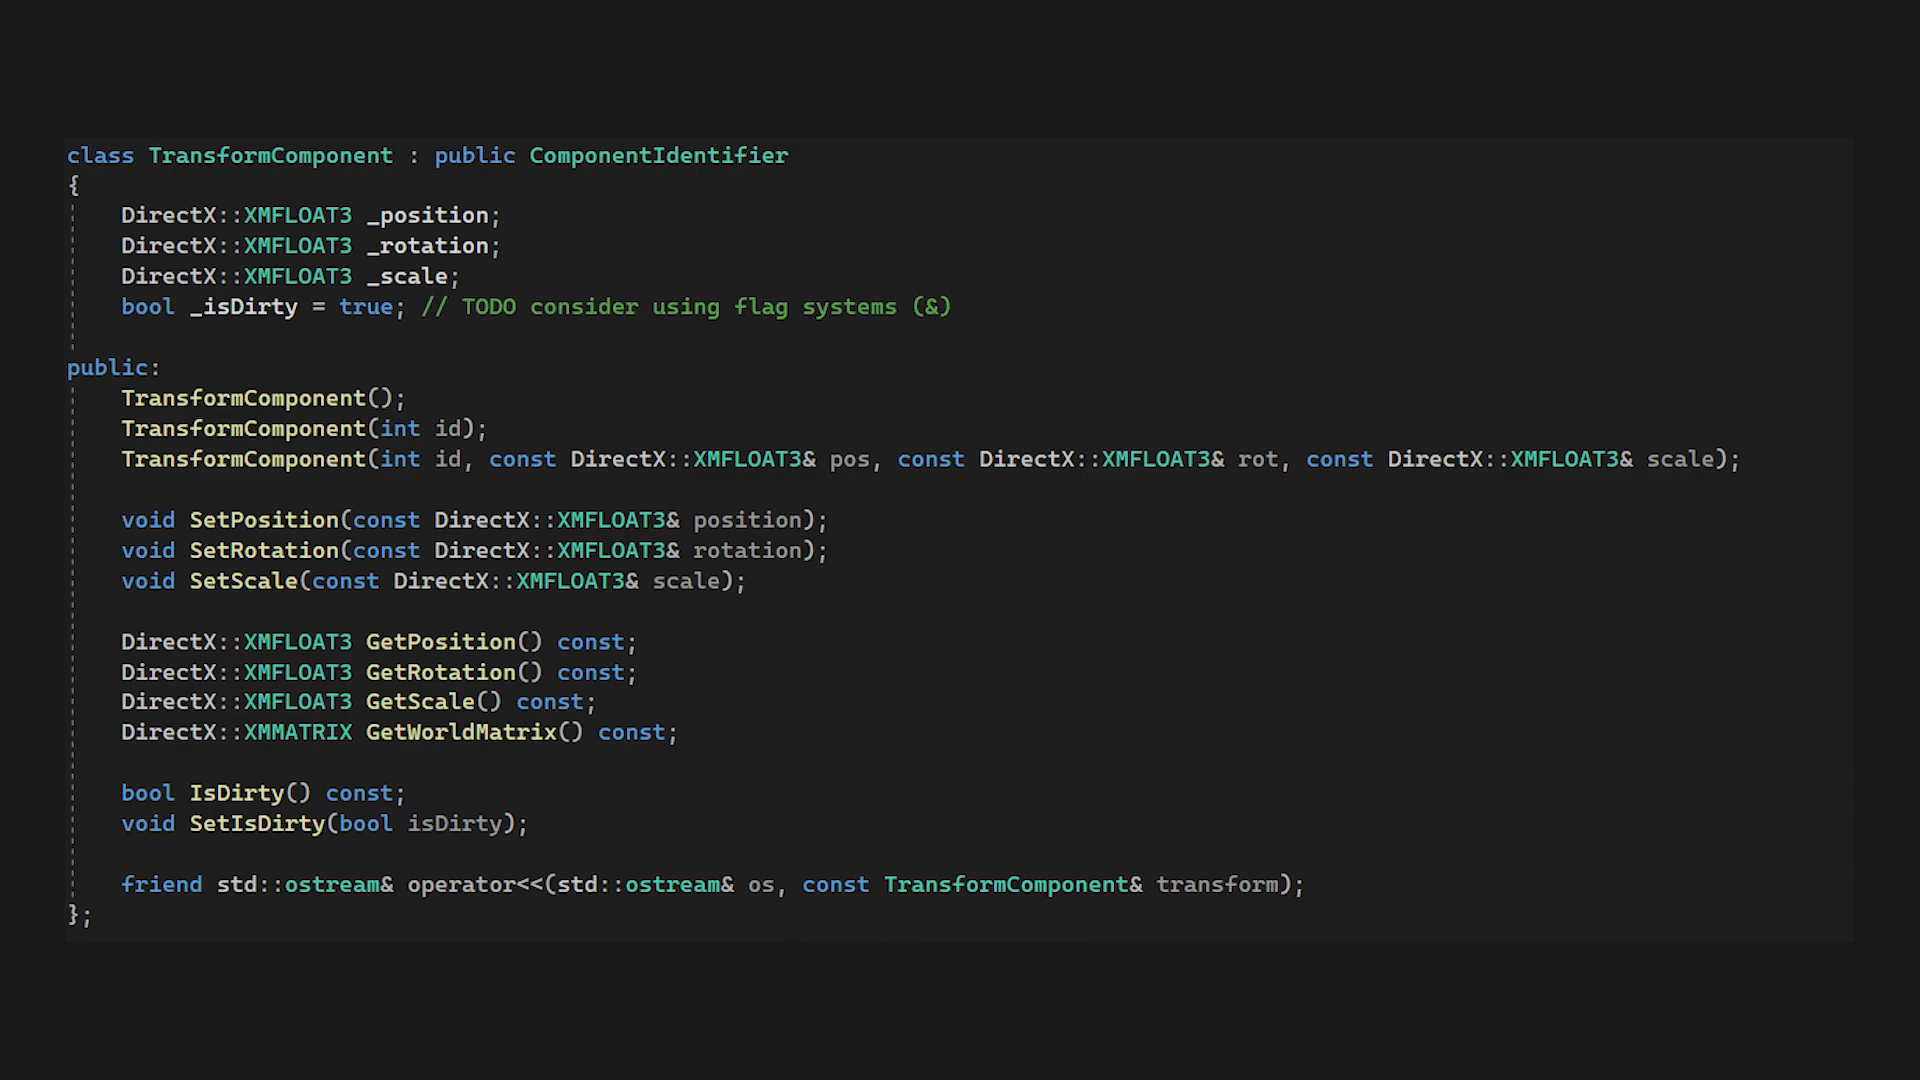 class TransformComponent : public ComponentIdentifier
{
    DirectX::XMFLOAT3 _position;
    DirectX::XMFLOAT3 _rotation;
    DirectX::XMFLOAT3 _scale;
    bool _isDirty = true; // TODO consider using flag systems (&)
public:
    TransformComponent();
    TransformComponent(int id);
    TransformComponent(int id, const DirectX::XMFLOAT3& pos, const DirectX::XMFLOAT3& rot, const DirectX::XMFLOAT3& scale);
    void SetPosition(const DirectX::XMFLOAT3& position);
    void SetRotation(const DirectX::XMFLOAT3& rotation);
    void SetScale(const DirectX::XMFLOAT3& scale);
    DirectX::XMFLOAT3 GetPosition() const;
    DirectX::XMFLOAT3 GetRotation() const;
    DirectX::XMFLOAT3 GetScale() const;
    DirectX::XMMATRIX GetWorldMatrix() const;
    bool IsDirty() const;
    void SetIsDirty(bool isDirty);
    friend std::ostream& operator<<(std::ostream& os, const TransformComponent& transform);
};